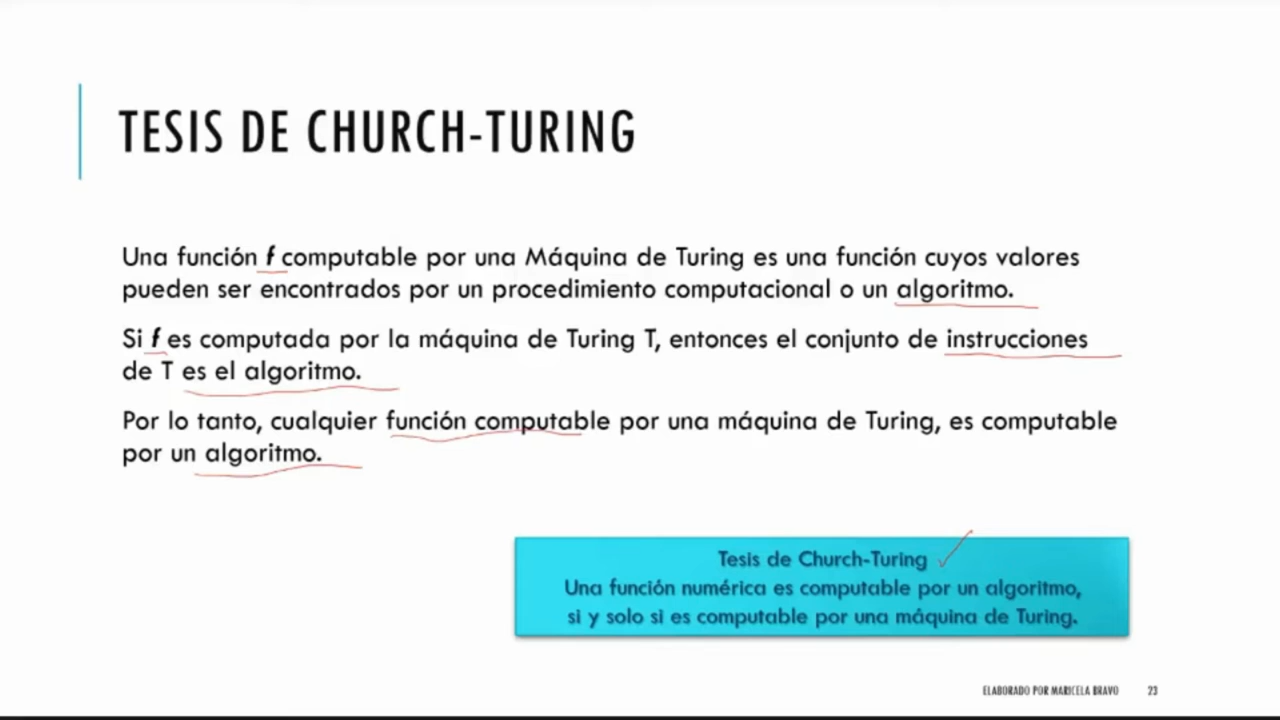 TESIS DE CHURCH-TURING
Una función f computable por una Máquina de Turing es una función cuyos valores
pueden ser encontrados por un procedimiento computacional o un algoritmo.
Si f es computada por la máquina de Turing T, entonces el conjunto de instrucciones
de T es el algoritmo.
Por lo tanto, cualquier función computable por una máquina de Turing, es computable
por un algoritmo.
Tesis de Church-Turing
Una función numérica es computable por un algoritmo,
si y solo si es computable por una máquina de Turing.
ELABORADO POR MARICELA BRAVO 23